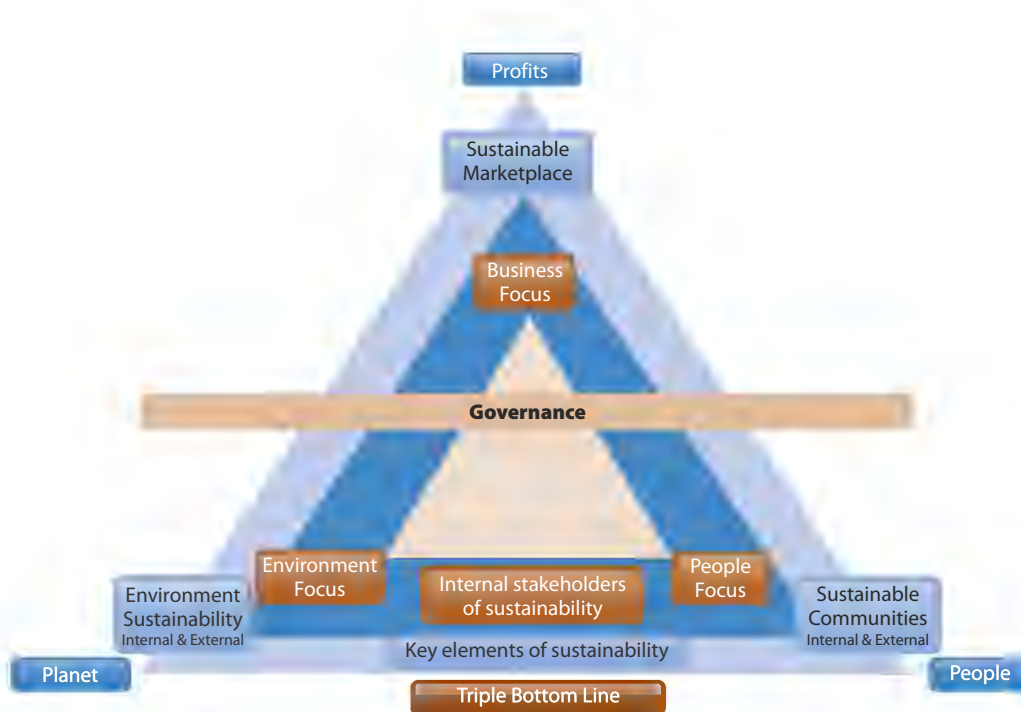 Profits
Sustainable
Marketplace
Business
Focus
Governance
Environment
Focus
Internal stakeholders
of sustainability
People
Focus
Environment
Sustainability
Internal & External
Sustainable
Communities
Internal & External
Key elements of sustainability
Planet
People
Triple Bottom Line